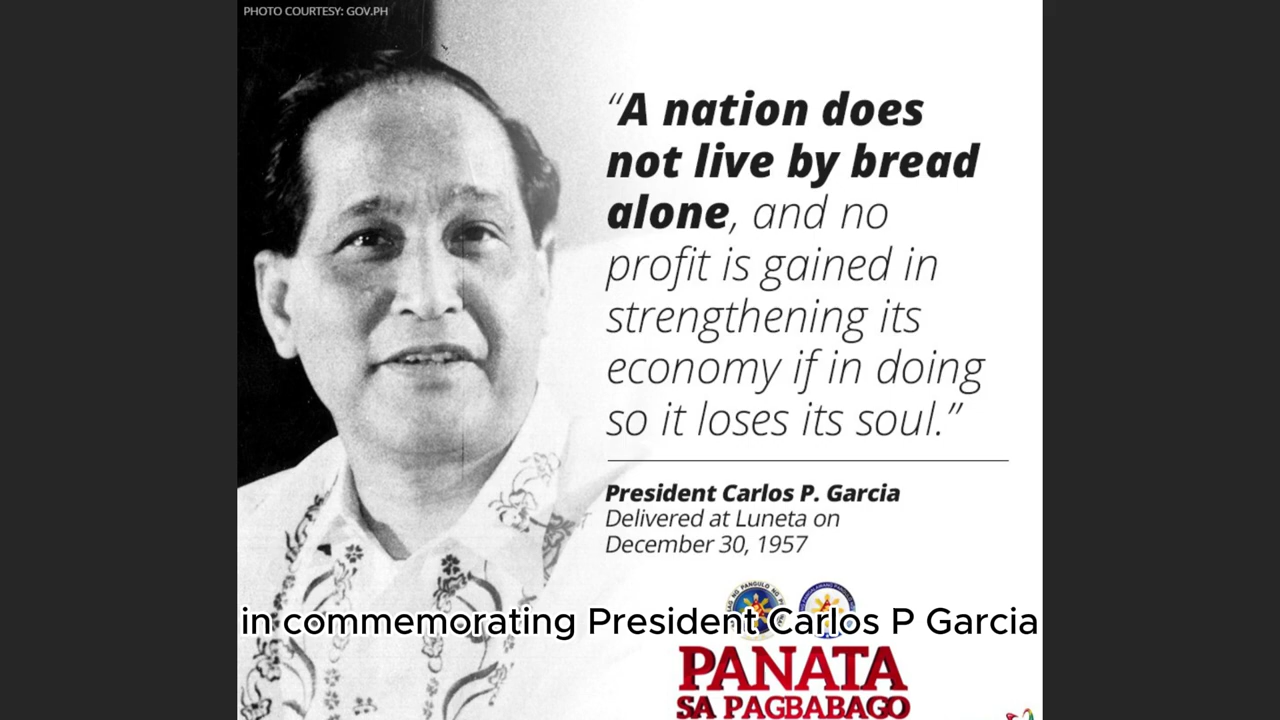 PHOTO COURTESY: GOV.PH
“A nation does
not live by bread
alone, and no
profit is gained in
strengthening its
economy if in doing
so it loses its soul.”
President Carlos P. Garcia
Delivered at Luneta on
December 30, 1957
in commemorating President Carlos P Garcia
PANATA
SA PAGBABAGO